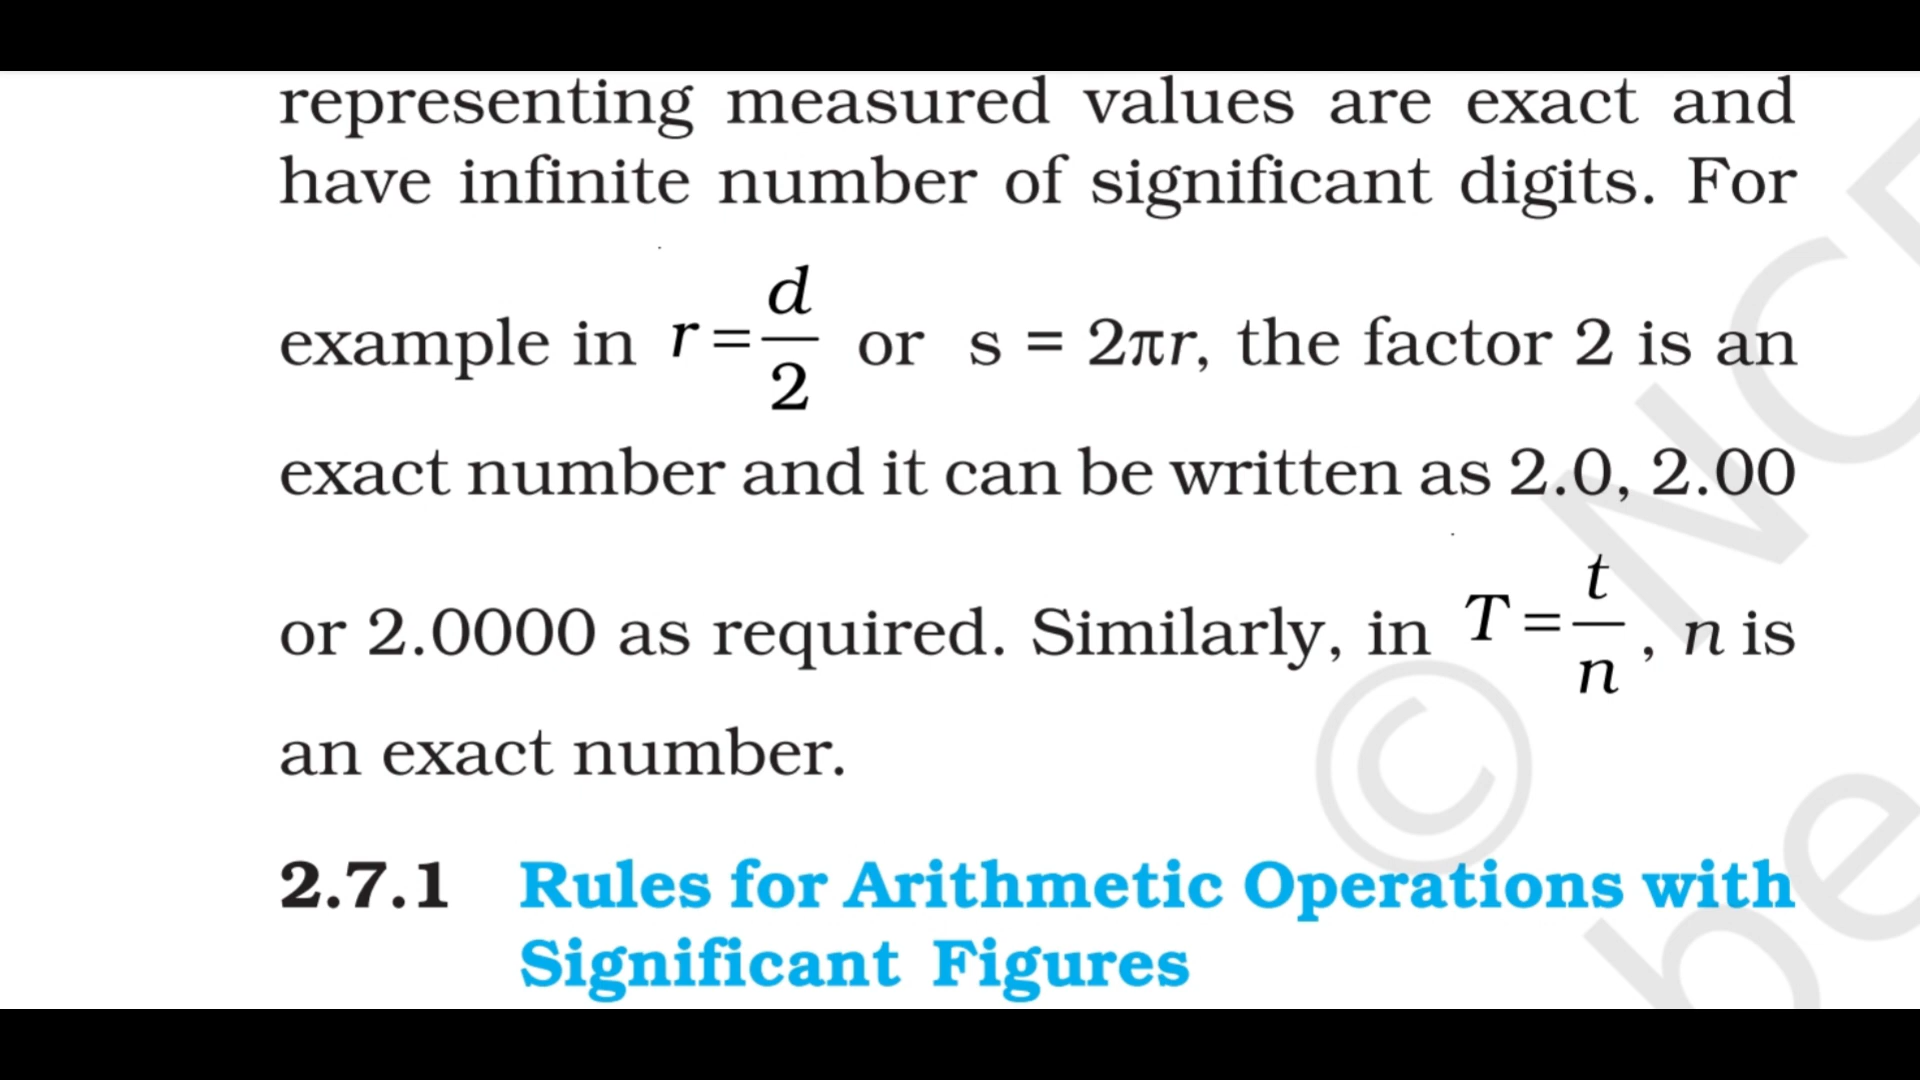 representing measured values are exact and
have infinite number of significant digits. For
example in r = d/2 or s = 2πr, the factor 2 is an
exact number and it can be written as 2.0, 2.00
or 2.0000 as required. Similarly, in T = t/n, n is
an exact number.
2.7.1 Rules for Arithmetic Operations with
Significant Figures
© NCE
be